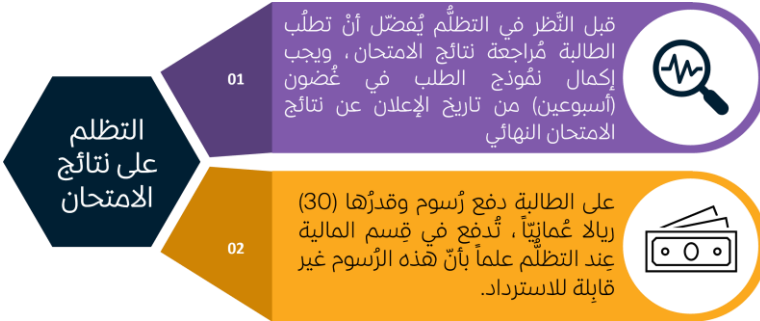 التظلم
على نتائج
الامتحان
01
قبل النَّظر في التظلُّم يُفضّل أنْ تطلُب
الطالبة مُراجعة نتائج الامتحان، ويجب
إكمال نمُوذج الطلب في غُضون
(أسبوعين) من تاريخ الإعلان عن نتائج
الامتحان النهائي
02
على الطالبة دفع رُسوم وقدرُها (30)
ريالا عُمانيّاً، تُدفع في قِسم المالية
عِند التظلُّم علماً بأنّ هذه الرُسوم غير
قابِلة للاسترداد.